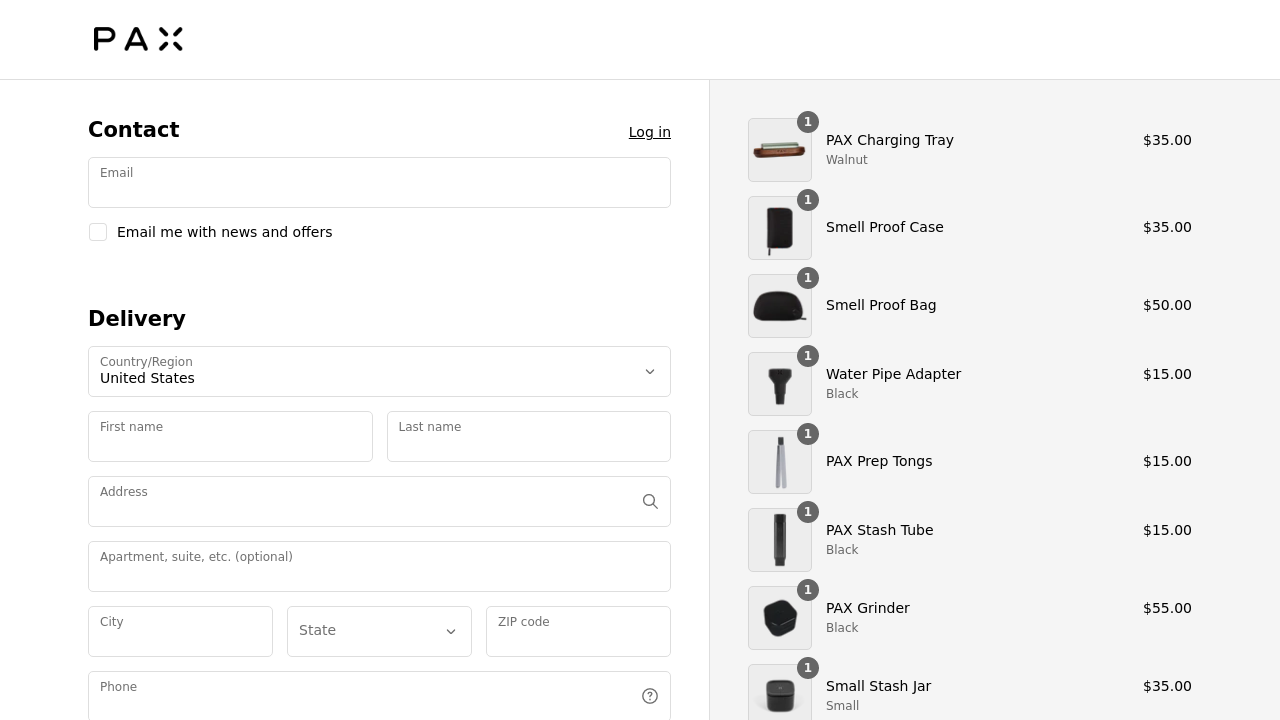 PAX
Contact
Log in
Email
Email me with news and offers
Delivery
Country/Region
United States
First name
Last name
Address
Apartment, suite, etc. (optional)
City
State
ZIP code
Phone
1
PAX Charging Tray
Walnut
$35.00
1
Smell Proof Case
$35.00
1
Smell Proof Bag
$50.00
1
Water Pipe Adapter
Black
$15.00
1
PAX Prep Tongs
$15.00
1
PAX Stash Tube
Black
$15.00
1
PAX Grinder
Black
$55.00
1
Small Stash Jar
Small
$35.00